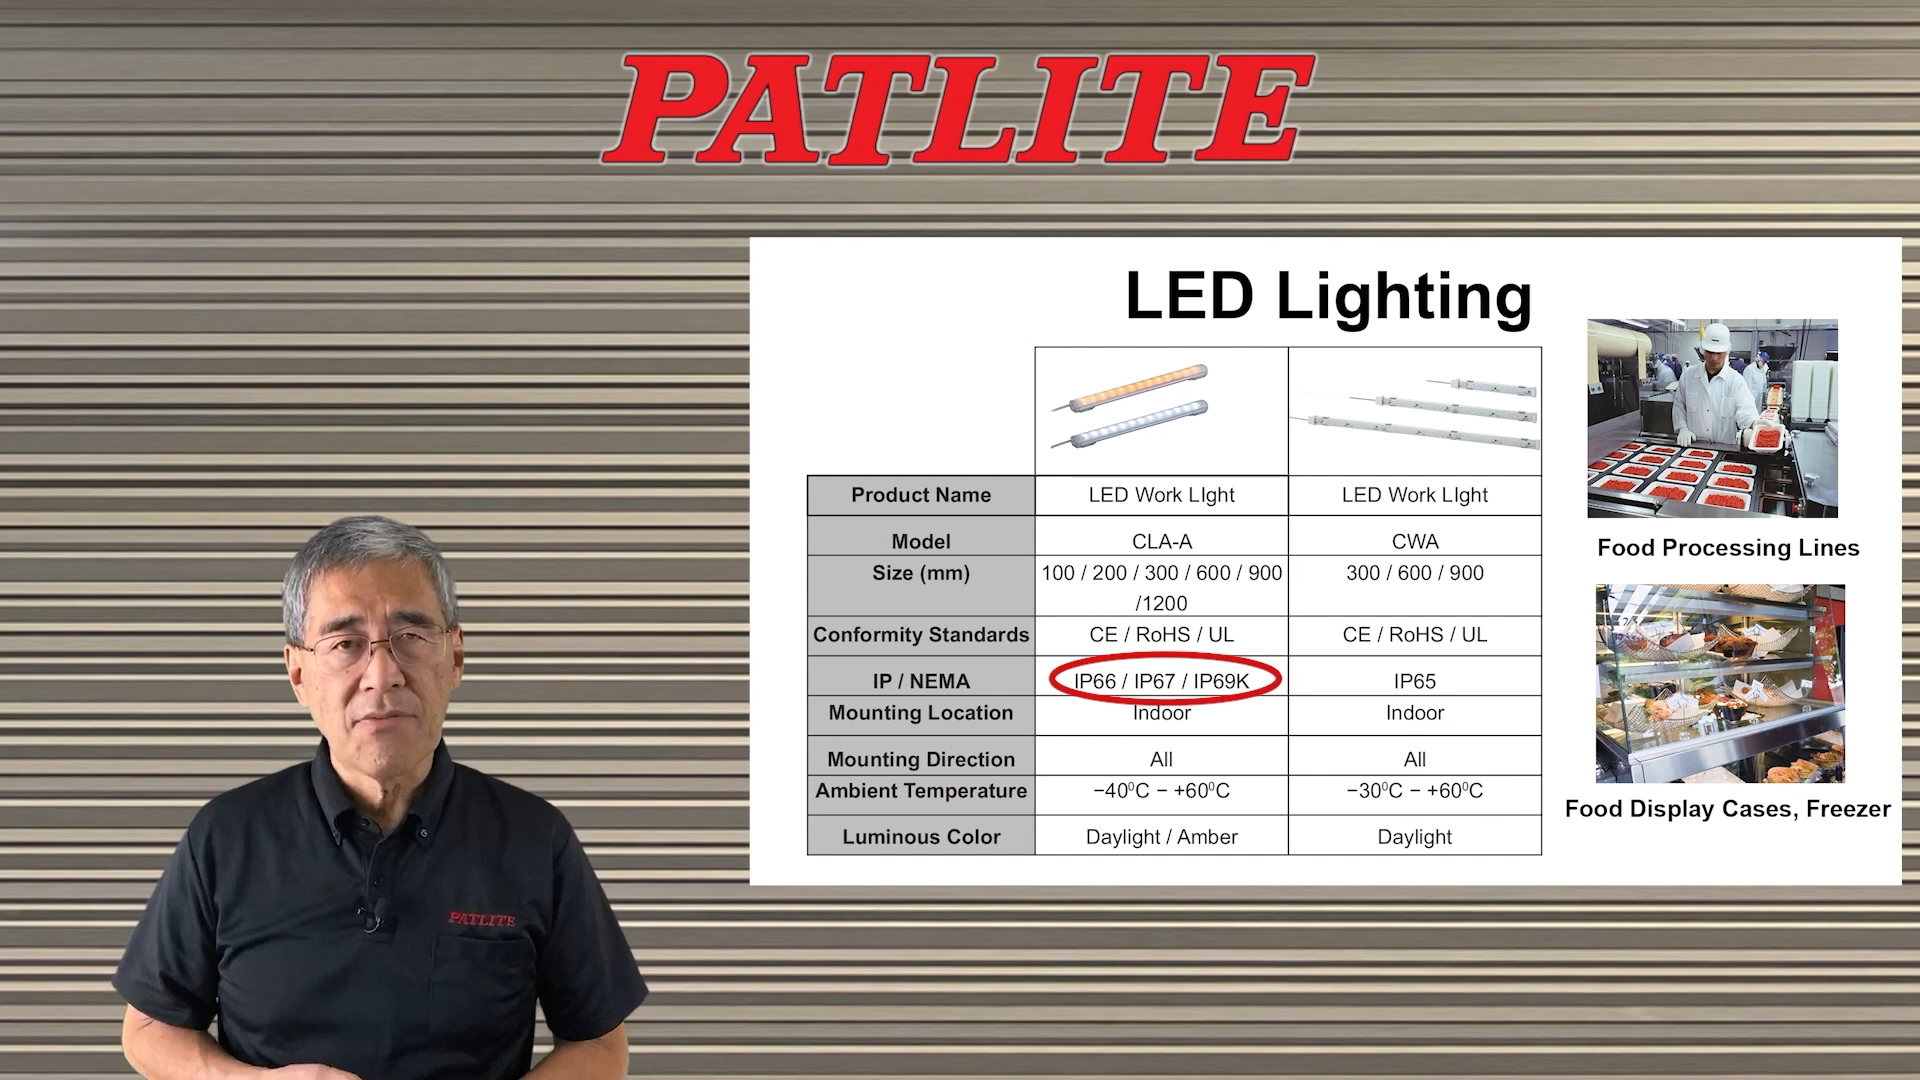 PATLITE
LED Lighting
Product Name LED Work LIght LED Work LIght
Model CLA-A CWA
Size (mm) 100 / 200 / 300 / 600 / 900 300 / 600 / 900
/1200
Conformity Standards CE / RoHS / UL CE / RoHS / UL
IP / NEMA IP66 / IP67 / IP69K IP65
Mounting Location Indoor Indoor
Mounting Direction All All
Ambient Temperature −40⁰C − +60⁰C −30⁰C − +60⁰C
Luminous Color Daylight / Amber Daylight
Food Processing Lines
Food Display Cases, Freezer
PATLITE